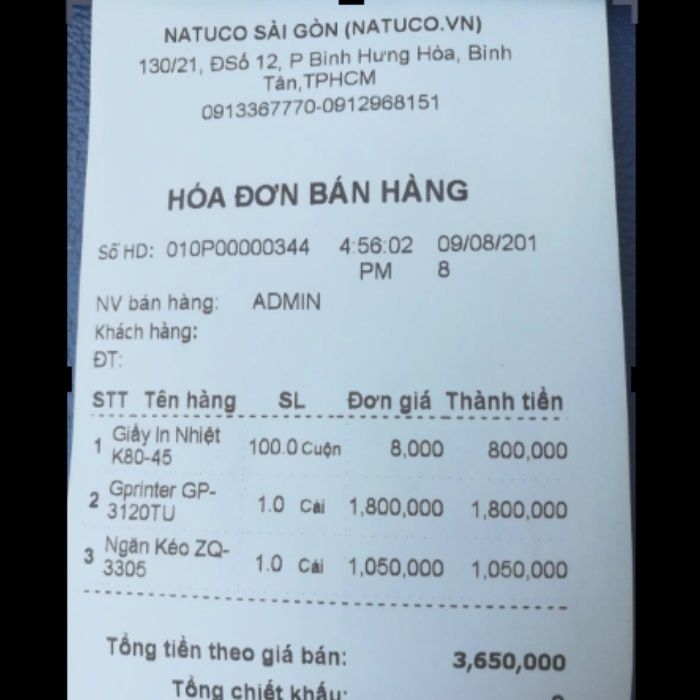 NATUCO SÀI GÒN (NATUCO.VN)
130/21, ĐSố 12, P Bình Hưng Hòa, Bình
Tân,TPHCM
0913367770-0912968151
HÓA ĐƠN BÁN HÀNG
Số HD: 010P00000344 4:56:02 09/08/201
PM 8
NV bán hàng: ADMIN
Khách hàng:
ĐT:
STT Tên hàng SL Đơn giá Thành tiền
1 Giấy In Nhiệt K80-45 100.0 Cuộn 8,000 800,000
2 Gprinter GP-3120TU 1.0 Cái 1,800,000 1,800,000
3 Ngăn Kéo ZQ-3305 1.0 Cái 1,050,000 1,050,000
Tổng tiền theo giá bán: 3,650,000
Tổng chiết khấu: